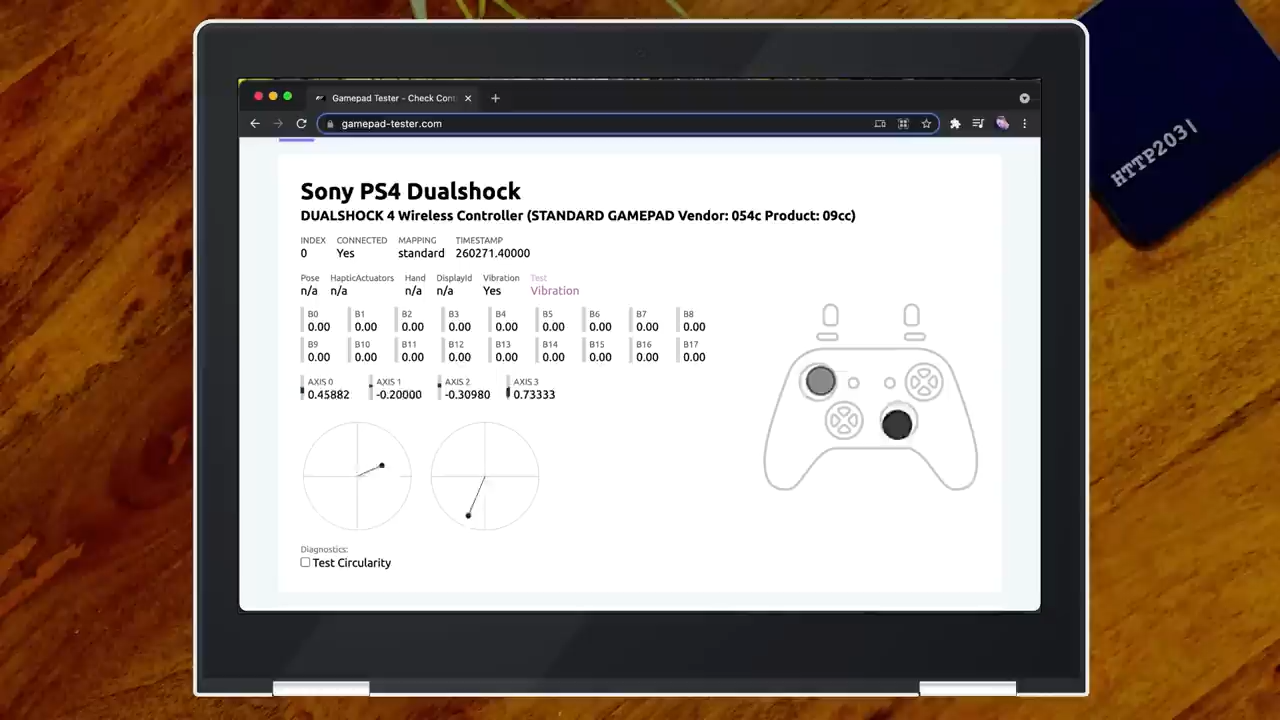 Gamepad Tester - Check Cont
gamepad-tester.com
HTTP203|
Sony PS4 Dualshock
DUALSHOCK 4 Wireless Controller (STANDARD GAMEPAD Vendor: 054c Product: 09cc)
INDEX CONNECTED MAPPING TIMESTAMP
0 Yes standard 260271.40000
Pose HapticActuators Hand DisplayId Vibration Test
n/a n/a n/a n/a Yes Vibration
B0 B1 B2 B3 B4 B5 B6 B7 B8
0.00 0.00 0.00 0.00 0.00 0.00 0.00 0.00 0.00
B9 B10 B11 B12 B13 B14 B15 B16 B17
0.00 0.00 0.00 0.00 0.00 0.00 0.00 0.00 0.00
AXIS 0 AXIS 1 AXIS 2 AXIS 3
0.45882 -0.20000 -0.30980 0.73333
Diagnostics:
Test Circularity